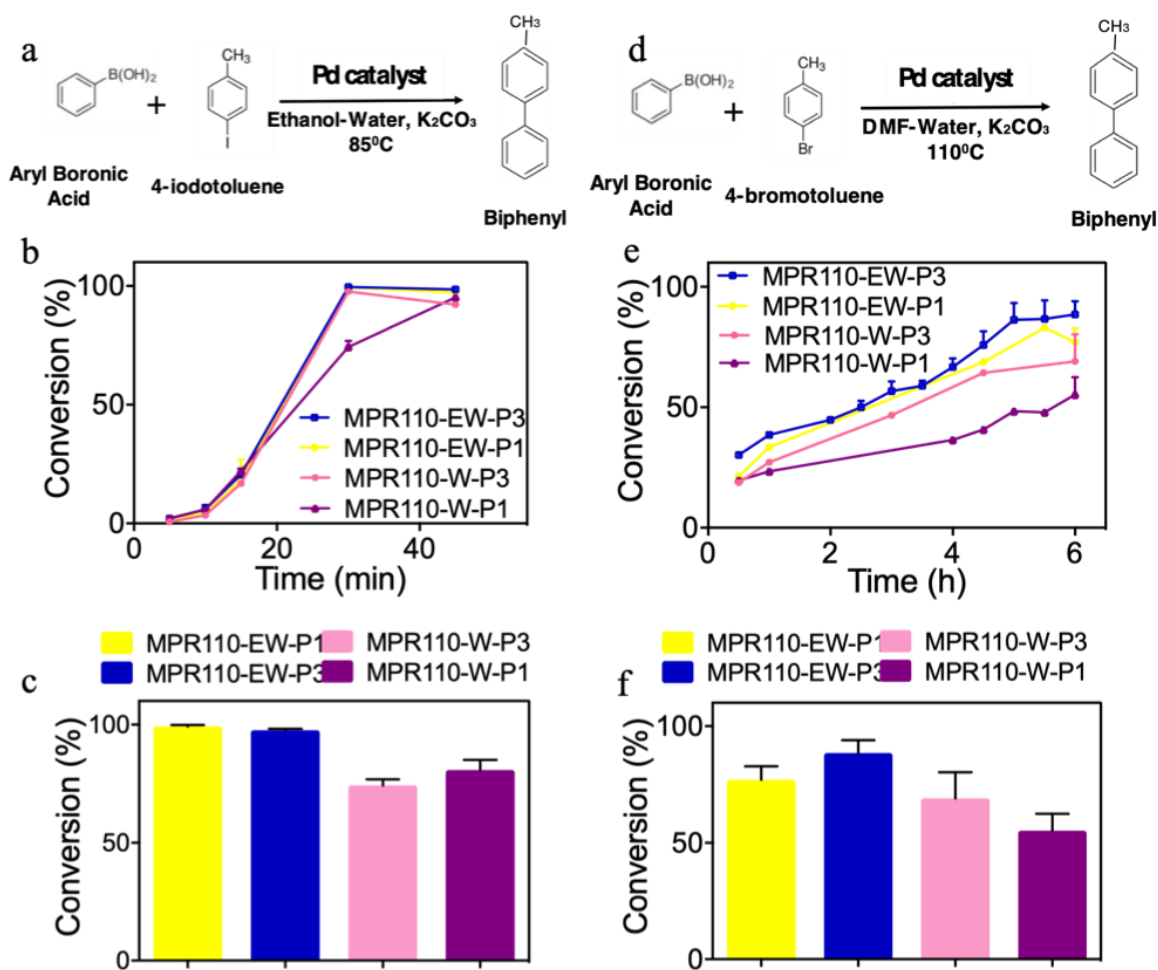 a
B(OH)2
+
CH3
I
Pd catalyst
Ethanol-Water, K2CO3
85⁰C
CH3
Aryl Boronic
Acid
4-iodotoluene
Biphenyl
d
B(OH)2
+
CH3
Br
Pd catalyst
DMF-Water, K2CO3
110⁰C
CH3
Aryl Boronic
Acid
4-bromotoluene
Biphenyl
b
Conversion (%)
100
50
0
0 20 40
Time (min)
MPR110-EW-P3
MPR110-EW-P1
MPR110-W-P3
MPR110-W-P1
e
Conversion (%)
100
50
0
0 2 4 6
Time (h)
MPR110-EW-P3
MPR110-EW-P1
MPR110-W-P3
MPR110-W-P1
c
MPR110-EW-P1 MPR110-W-P3
MPR110-EW-P3 MPR110-W-P1
Conversion (%)
100
50
0
f
MPR110-EW-P1 MPR110-W-P3
MPR110-EW-P3 MPR110-W-P1
Conversion (%)
100
50
0